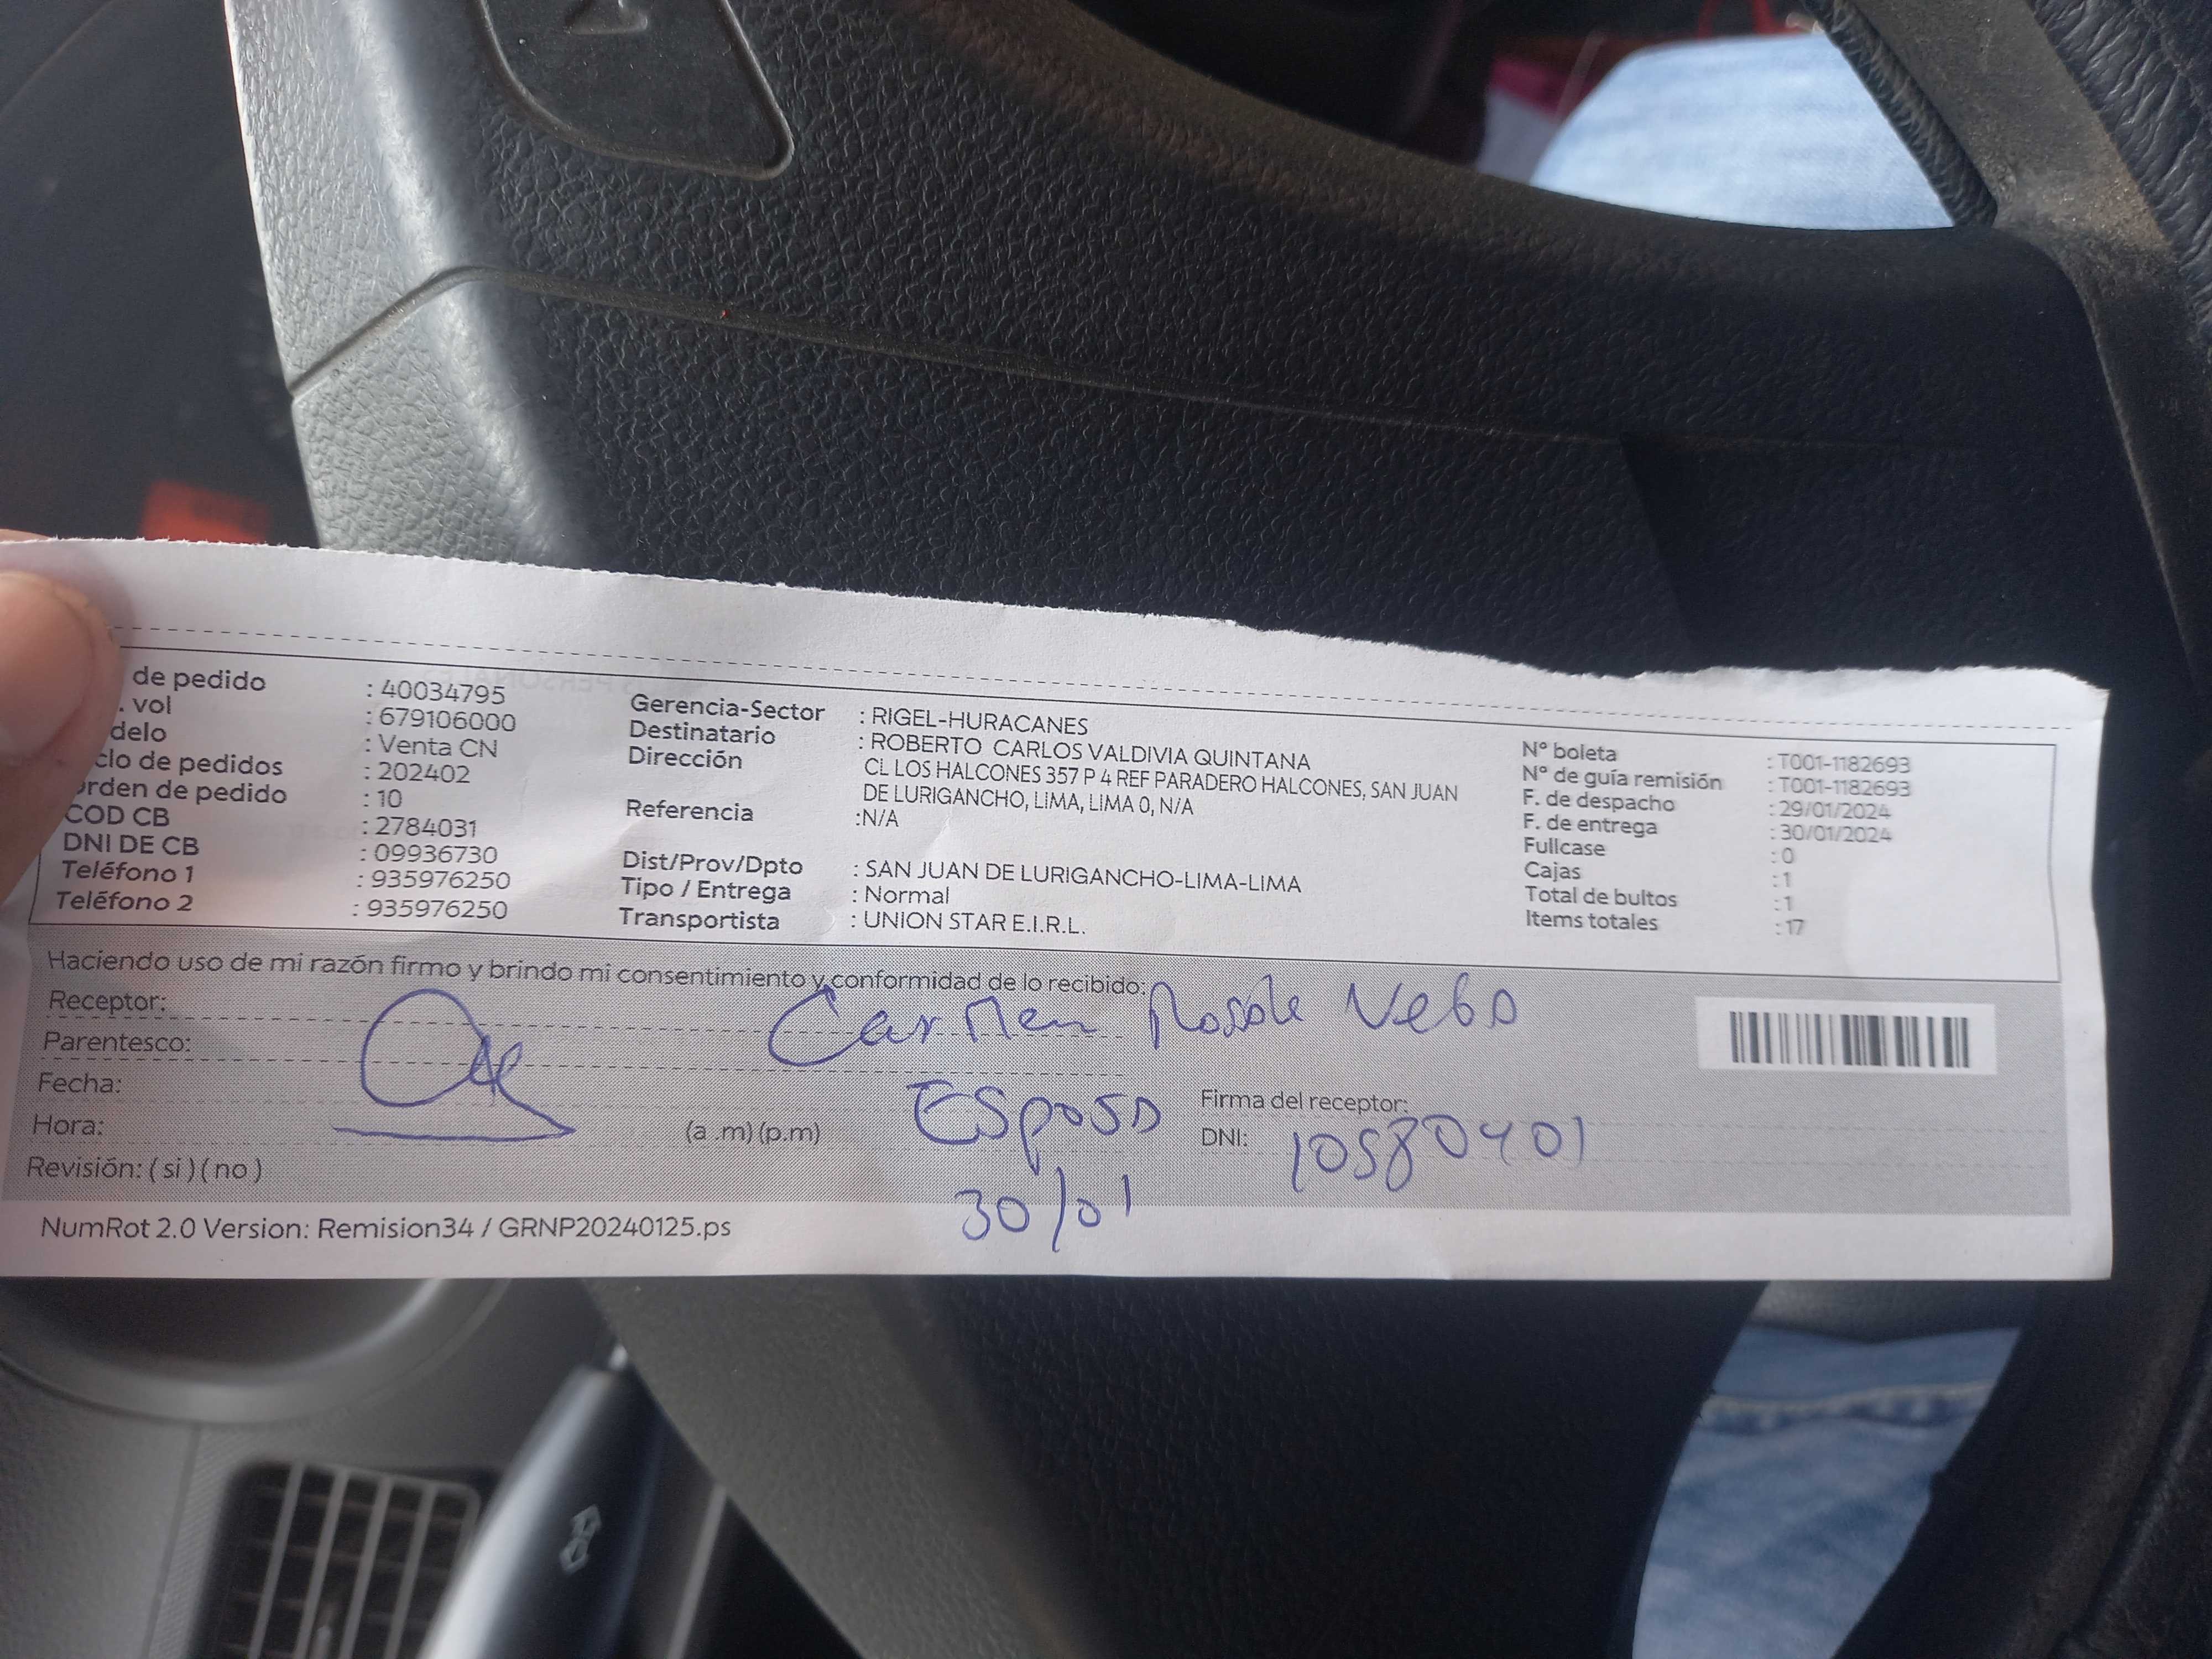 de pedido : 40034795
. vol : 679106000
delo : Venta CN
clo de pedidos : 202402
orden de pedido : 10
COD CB : 2784031
DNI DE CB : 09936730
Teléfono 1 : 935976250
Teléfono 2 : 935976250
Gerencia-Sector : RIGEL-HURACANES
Destinatario : ROBERTO CARLOS VALDIVIA QUINTANA
Dirección CL LOS HALCONES 357 P 4 REF PARADERO HALCONES, SAN JUAN
DE LURIGANCHO, LIMA, LIMA 0, N/A
Referencia :N/A
Dist/Prov/Dpto : SAN JUAN DE LURIGANCHO-LIMA-LIMA
Tipo / Entrega : Normal
Transportista : UNION STAR E.I.R.L.
N° boleta : T001-1182693
N° de guía remisión : T001-1182693
F. de despacho : 29/01/2024
F. de entrega : 30/01/2024
Fullcase : 0
Cajas : 1
Total de bultos : 1
Items totales : 17
Haciendo uso de mi razón firmo y brindo mi consentimiento y conformidad de lo recibido:
Receptor: Carmen
Parentesco: Esposo
Fecha: 30/01
Hora: (a .m) (p.m)
Revisión: ( si ) ( no )
Firma del receptor:
DNI: 10580401
NumRot 2.0 Version: Remision34 / GRNP20240125.ps